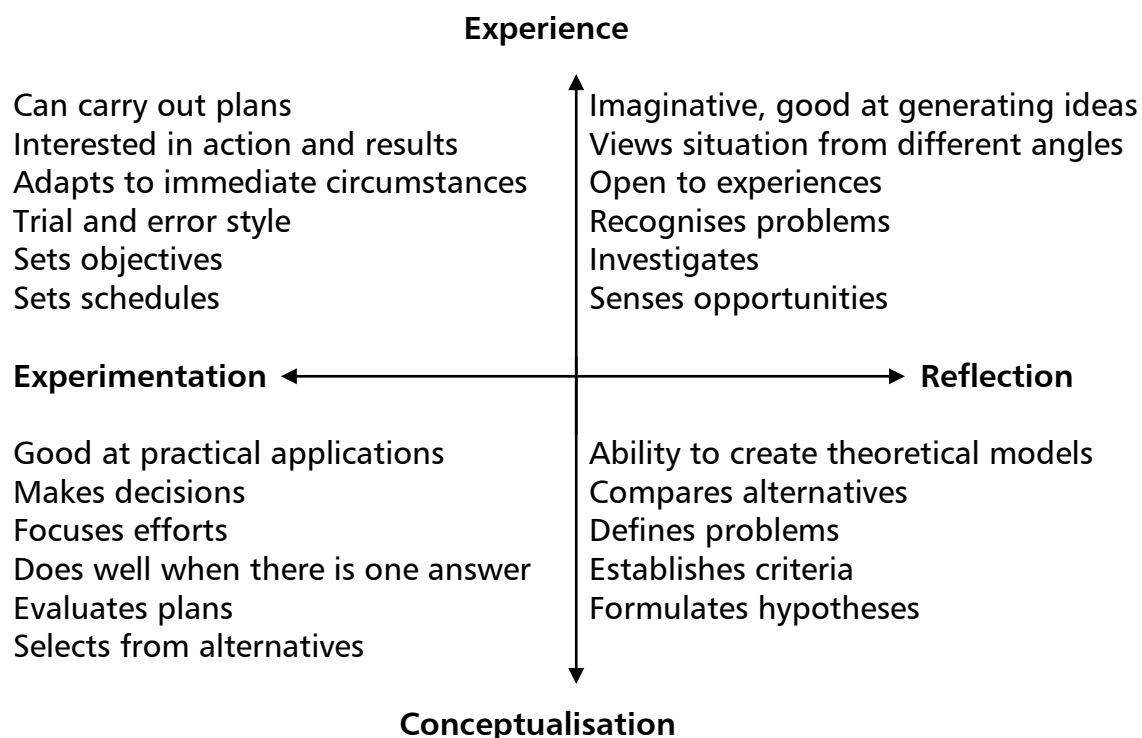 Experience
Can carry out plans
Interested in action and results
Adapts to immediate circumstances
Trial and error style
Sets objectives
Sets schedules
Imaginative, good at generating ideas
Views situation from different angles
Open to experiences
Recognises problems
Investigates
Senses opportunities
Experimentation
Reflection
Good at practical applications
Makes decisions
Focuses efforts
Does well when there is one answer
Evaluates plans
Selects from alternatives
Ability to create theoretical models
Compares alternatives
Defines problems
Establishes criteria
Formulates hypotheses
Conceptualisation